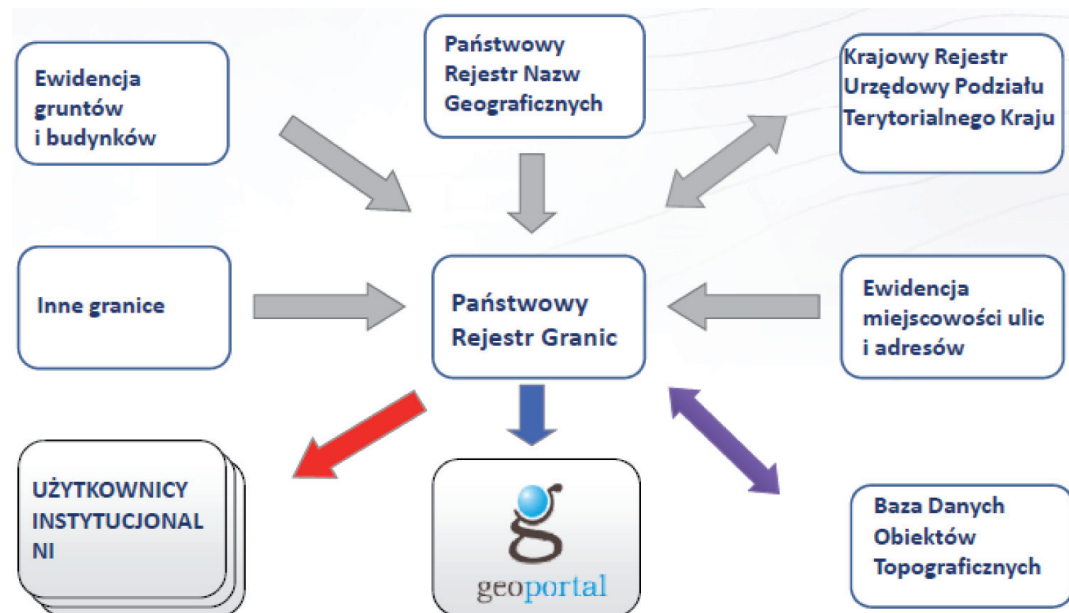 Ewidencja
gruntów
i budynków
Państwowy
Rejestr Nazw
Geograficznych
Krajowy Rejestr
Urzędowy Podziału
Terytorialnego Kraju
Inne granice
Państwowy
Rejestr Granic
Ewidencja
miejscowości ulic
i adresów
UŻYTKOWNICY
INSTYTUCJONAL
NI
g
geoportal
Baza Danych
Obiektów
Topograficznych